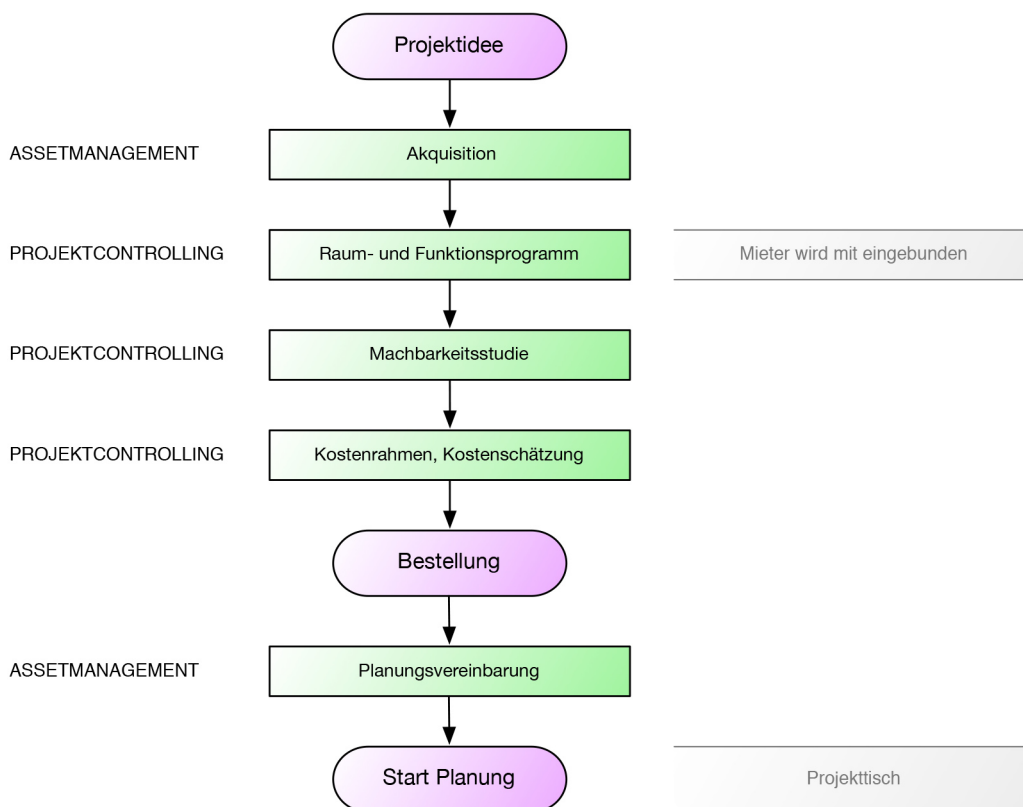 Projektidee
ASSETMANAGEMENT
Akquisition
PROJEKTCONTROLLING
Raum- und Funktionsprogramm
Mieter wird mit eingebunden
PROJEKTCONTROLLING
Machbarkeitsstudie
PROJEKTCONTROLLING
Kostenrahmen, Kostenschätzung
Bestellung
ASSETMANAGEMENT
Planungsvereinbarung
Start Planung
Projekttisch